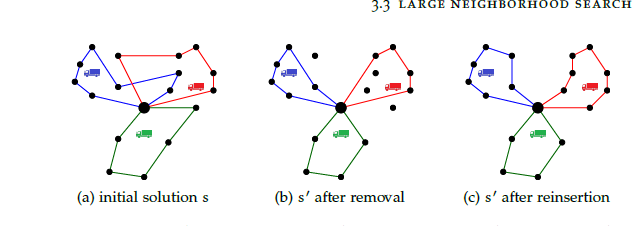 3.3 LARGE NEIGHBORHOOD SEARCH
(a) initial solution s
(b) s′ after removal
(c) s′ after reinsertion